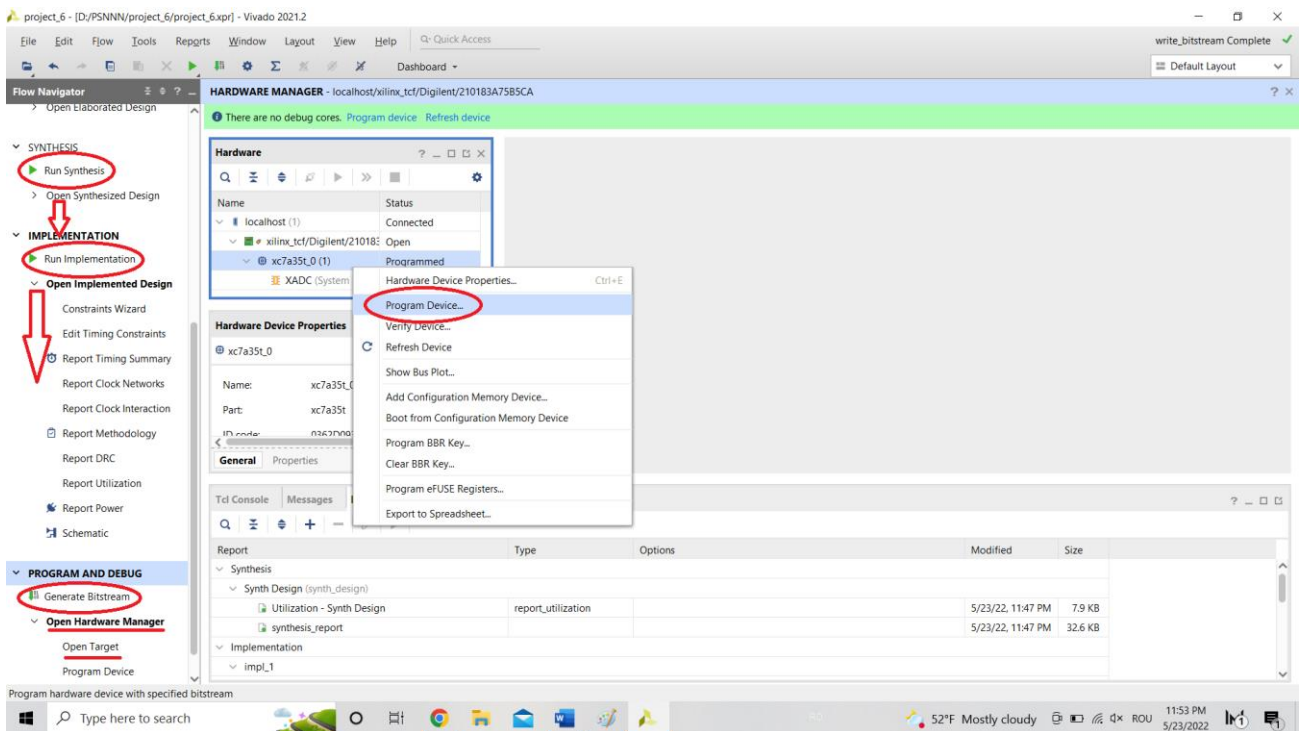 project_6 - [D:/PSNNN/project_6/project_6.xpr] - Vivado 2021.2
File Edit Flow Tools Reports Window Layout View Help Q- Quick Access
write_bitstream Complete
Dashboard
Default Layout
Flow Navigator
HARDWARE MANAGER - localhost/xilinx_tcf/Digilent/210183A75B5CA
Open Elaborated Design
There are no debug cores. Program device Refresh device
SYNTHESIS
Run Synthesis
Open Synthesized Design
IMPLEMENTATION
Run Implementation
Open Implemented Design
Constraints Wizard
Edit Timing Constraints
Report Timing Summary
Report Clock Networks
Report Clock Interaction
Report Methodology
Report DRC
Report Utilization
Report Power
Schematic
PROGRAM AND DEBUG
Generate Bitstream
Open Hardware Manager
Open Target
Program Device
Hardware
Name Status
localhost (1) Connected
xilinx_tcf/Digilent/21018 Open
xc7a35t_0 (1) Programmed
XADC (System
Hardware Device Properties... Ctrl+E
Program Device...
Verify Device...
Refresh Device
Show Bus Plot...
Add Configuration Memory Device...
Boot from Configuration Memory Device
Program BBR Key...
Clear BBR Key...
Program eFUSE Registers...
Export to Spreadsheet...
Hardware Device Properties
xc7a35t_0
Name: xc7a35t_
Part: xc7a35t
ID code: 0362D09
General Properties
Tcl Console Messages
Report Type Options Modified Size
Synthesis
Synth Design (synth_design)
Utilization - Synth Design report_utilization 5/23/22, 11:47 PM 7.9 KB
synthesis_report 5/23/22, 11:47 PM 32.6 KB
Implementation
impl_1
Program hardware device with specified bitstream
Type here to search
52°F Mostly cloudy
ROU
11:53 PM
5/23/2022